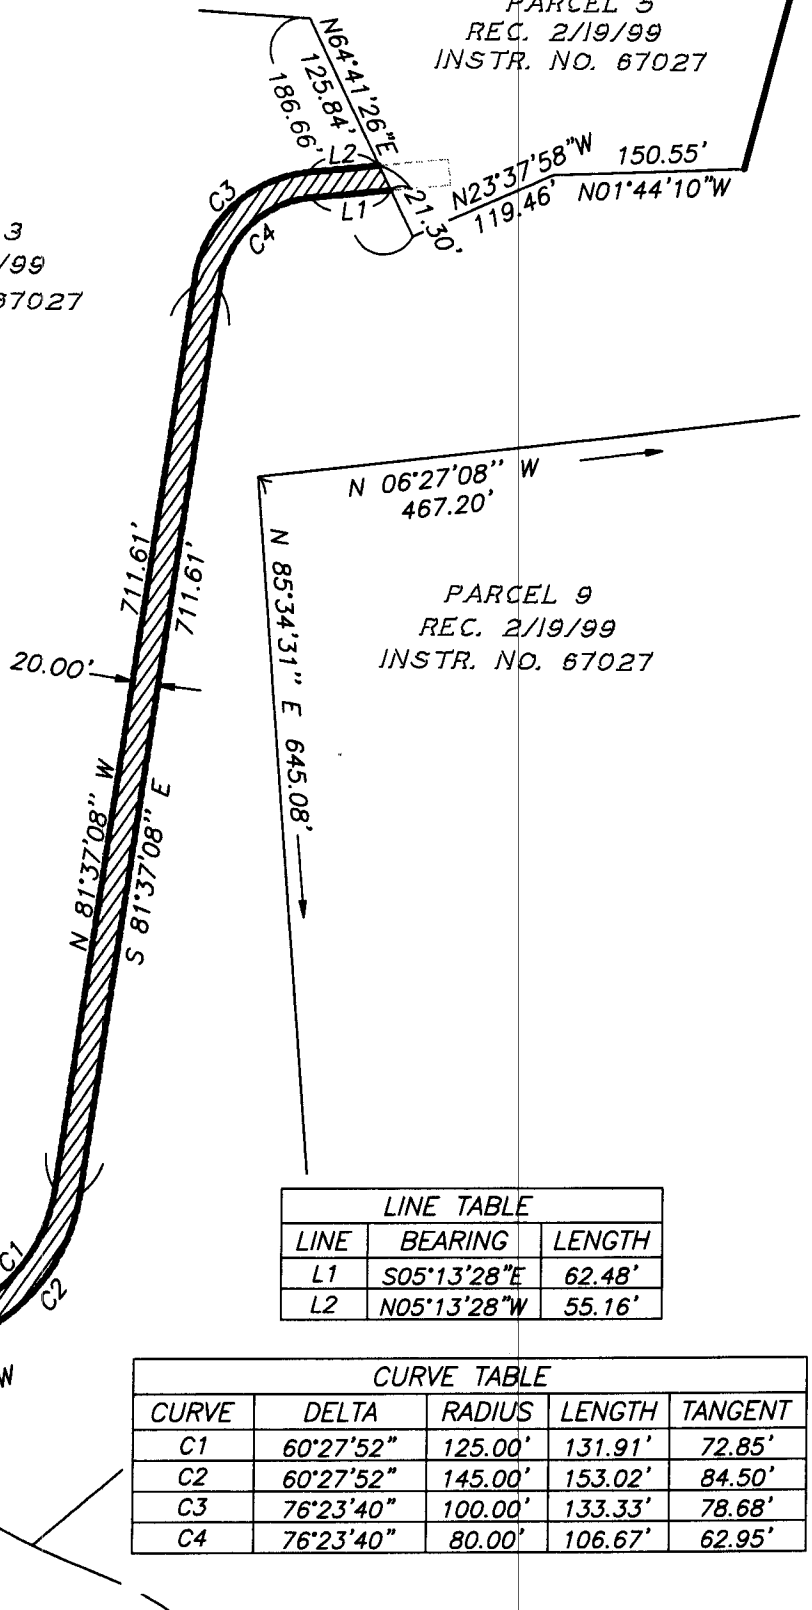 PARCEL 5
REC. 2/19/99
INSTR. NO. 67027
N64°41'26"E
125.84'
186.66'
L2
L1
21.30'
N23°37'58"W
119.46'
150.55'
N01°44'10"W
C3
C4
3
/99
67027
N 06°27'08" W
467.20'
N 85°34'31" E 645.08'
PARCEL 9
REC. 2/19/99
INSTR. NO. 67027
711.61'
711.61'
20.00'
N 81°37'08" W
S 81°37'08" E
C1
C2
W
LINE TABLE
LINE BEARING LENGTH
L1 S05°13'28"E 62.48'
L2 N05°13'28"W 55.16'
CURVE TABLE
CURVE DELTA RADIUS LENGTH TANGENT
C1 60°27'52" 125.00' 131.91' 72.85'
C2 60°27'52" 145.00' 153.02' 84.50'
C3 76°23'40" 100.00' 133.33' 78.68'
C4 76°23'40" 80.00' 106.67' 62.95'